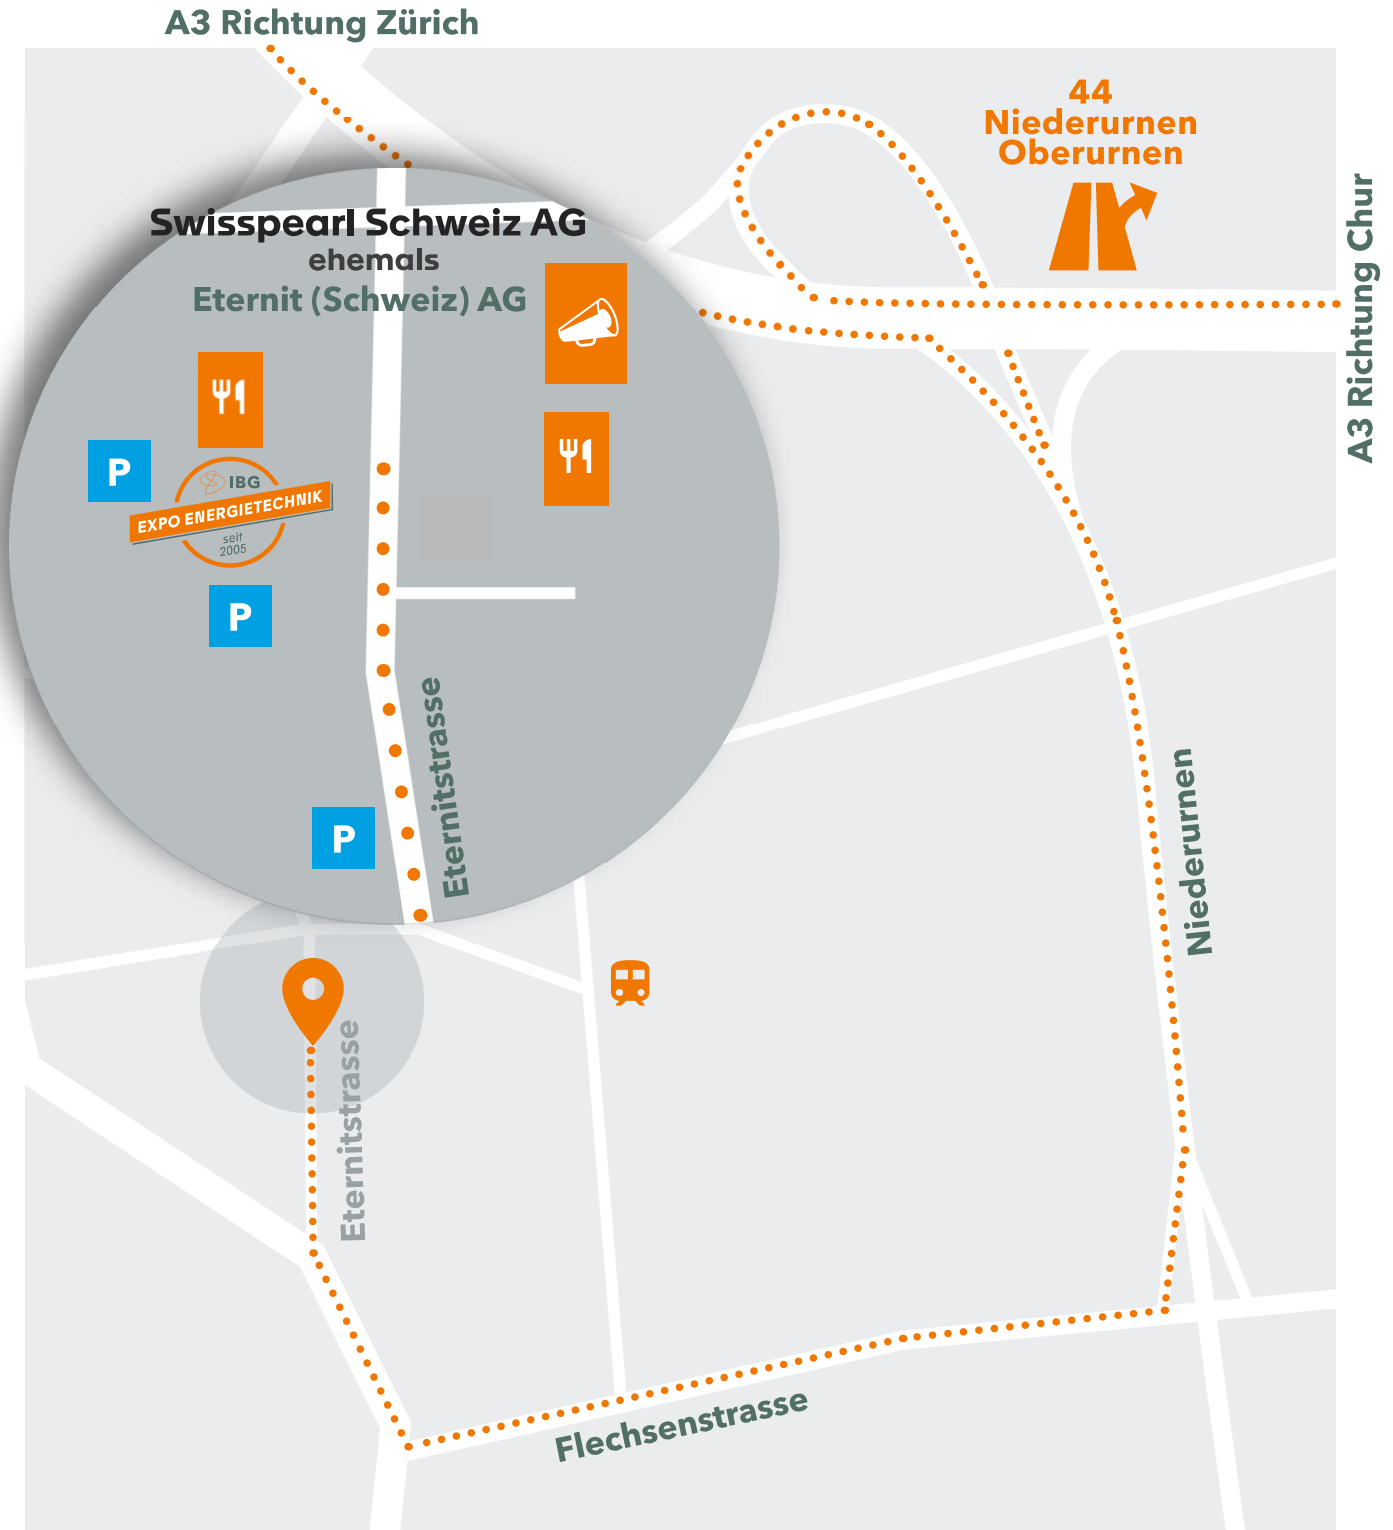 A3 Richtung Zürich
44
Niederurnen
Oberurnen
A3 Richtung Chur
Swisspearl Schweiz AG
ehemals
Eternit (Schweiz) AG
P
IBG
EXPO ENERGIETECHNIK
seit
2005
P
Eternitstrasse
P
Niederurnen
Eternitstrasse
Flechsenstrasse